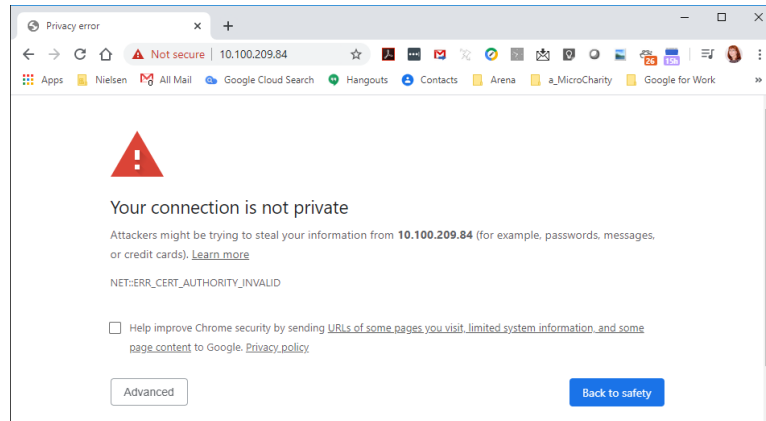 Privacy error
Not secure | 10.100.209.84
26
15h
Apps
Nielsen
All Mail
Google Cloud Search
Hangouts
Contacts
Arena
a_MicroCharity
Google for Work
Your connection is not private
Attackers might be trying to steal your information from 10.100.209.84 (for example, passwords, messages,
or credit cards). Learn more
NET::ERR_CERT_AUTHORITY_INVALID
Help improve Chrome security by sending URLs of some pages you visit, limited system information, and some
page content to Google. Privacy policy
Advanced
Back to safety